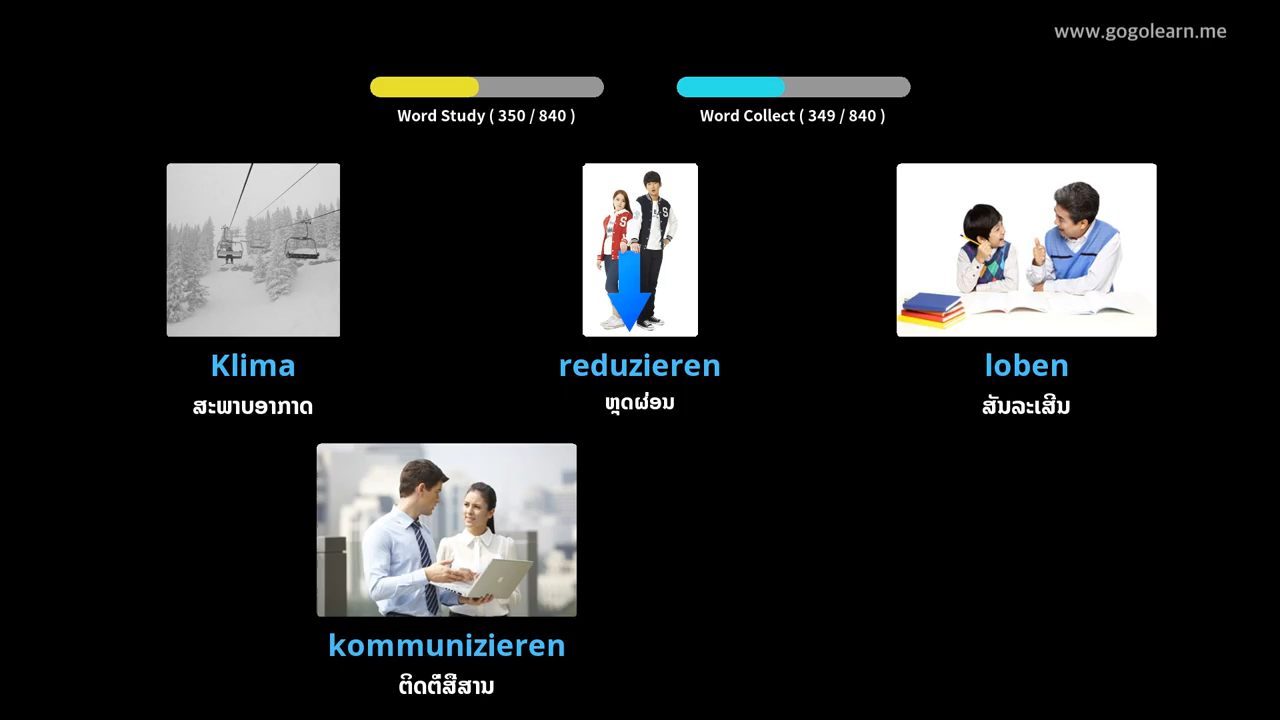 www.gogolearn.me
Word Study ( 350 / 840 )
Word Collect ( 349 / 840 )
Klima
ສະພາບອາກາດ
reduzieren
ຫຼຸດຜ່ອນ
loben
ສັນລະເສີນ
kommunizieren
ຕິດຕໍ່ສື່ສານ